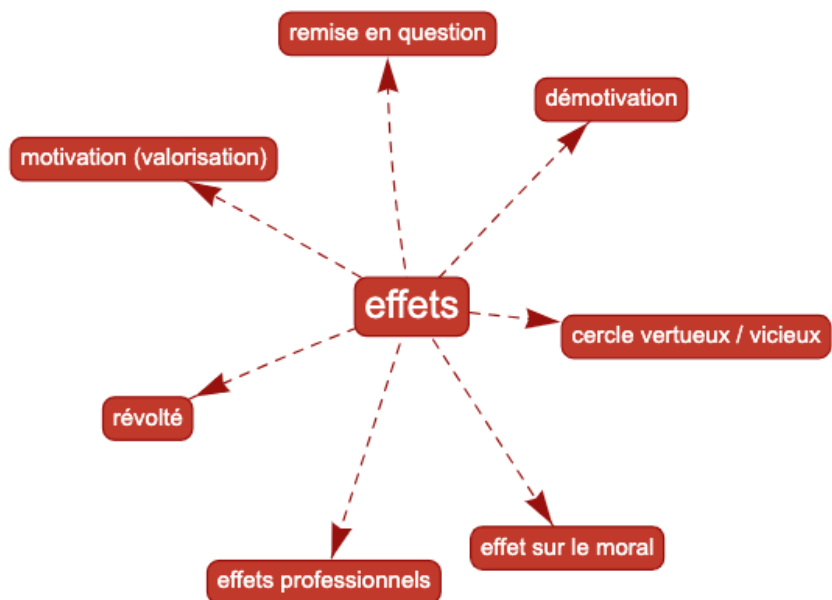 remise en question
démotivation
motivation (valorisation)
effets
cercle vertueux / vicieux
révolté
effet sur le moral
effets professionnels